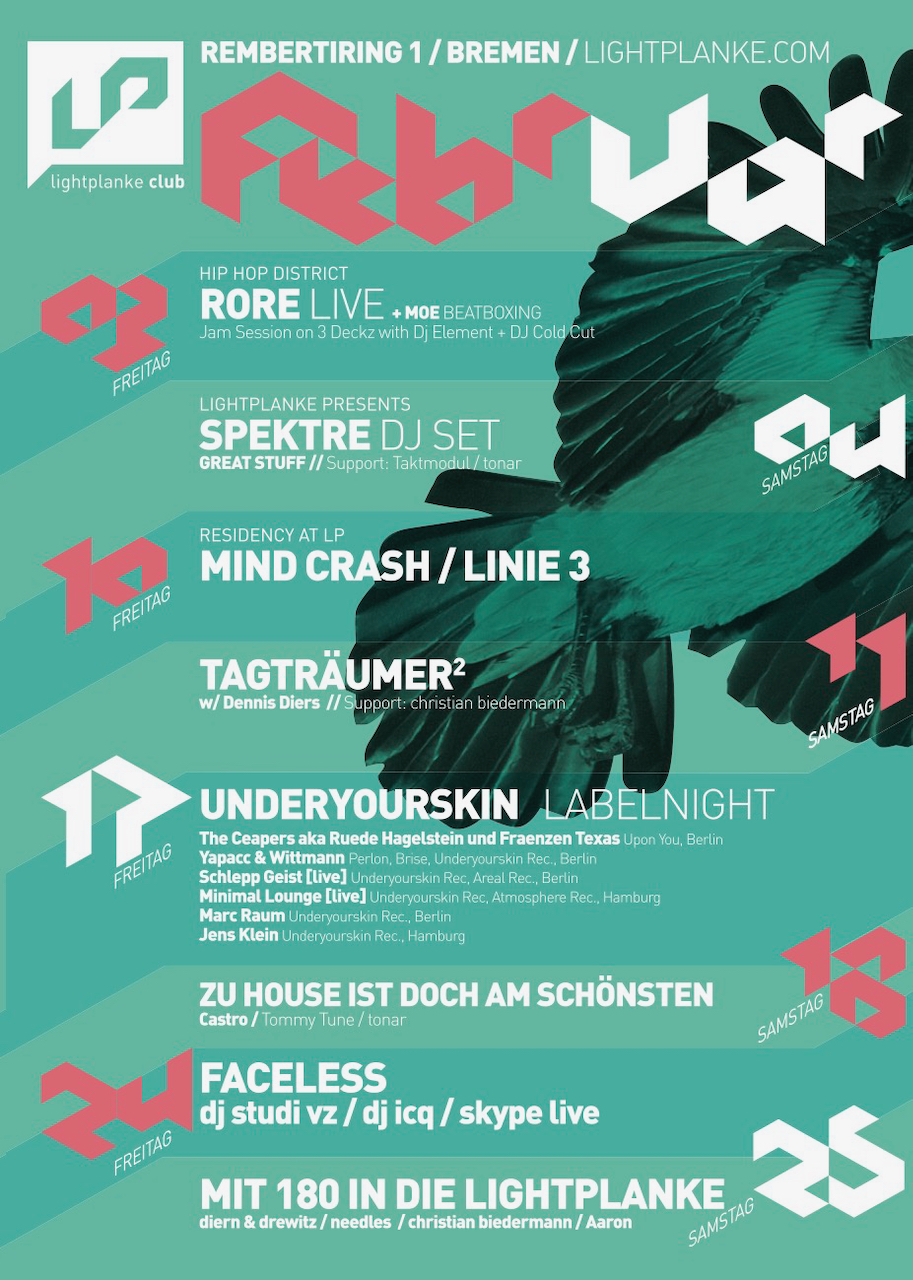 REMBERTIRING 1 / BREMEN / LIGHTPLANKE.COM
LP
lightplanke club
Februar
03
FREITAG
HIP HOP DISTRICT
RORE LIVE + MOE BEATBOXING
Jam Session on 3 Deckz with Dj Element + DJ Cold Cut
LIGHTPLANKE PRESENTS
SPEKTRE DJ SET
GREAT STUFF // Support: Taktmodul / tonar
04
SAMSTAG
10
FREITAG
RESIDENCY AT LP
MIND CRASH / LINIE 3
TAGTRÄUMER²
w/ Dennis Diers // Support: christian biedermann
11
SAMSTAG
17
FREITAG
UNDERYOURSKIN LABELNIGHT
The Ceapers aka Ruede Hagelstein und Fraenzen Texas Upon You, Berlin
Yapacc & Wittmann Perlon, Brise, Underyourskin Rec., Berlin
Schlepp Geist [live] Underyourskin Rec, Areal Rec., Berlin
Minimal Lounge [live] Underyourskin Rec, Atmosphere Rec., Hamburg
Marc Raum Underyourskin Rec., Berlin
Jens Klein Underyourskin Rec., Hamburg
ZU HOUSE IST DOCH AM SCHÖNSTEN
Castro / Tommy Tune / tonar
18
SAMSTAG
24
FREITAG
FACELESS
dj studi vz / dj icq / skype live
MIT 180 IN DIE LIGHTPLANKE
diern & drewitz / needles / christian biedermann / Aaron
25
SAMSTAG